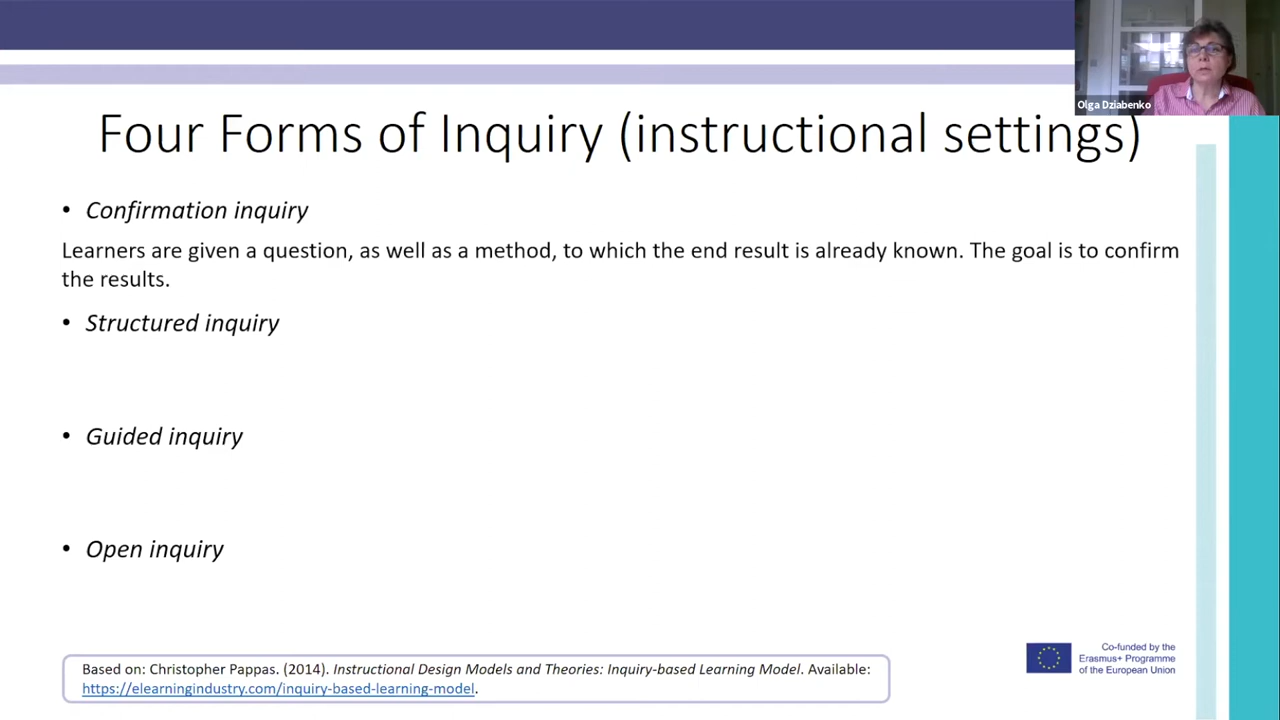 Olga Dziabenko
Four Forms of Inquiry (instructional settings)
• Confirmation inquiry
Learners are given a question, as well as a method, to which the end result is already known. The goal is to confirm
the results.
• Structured inquiry
• Guided inquiry
• Open inquiry
Based on: Christopher Pappas. (2014). Instructional Design Models and Theories: Inquiry-based Learning Model. Available:
https://elearningindustry.com/inquiry-based-learning-model.
Co-funded by the
Erasmus+ Programme
of the European Union